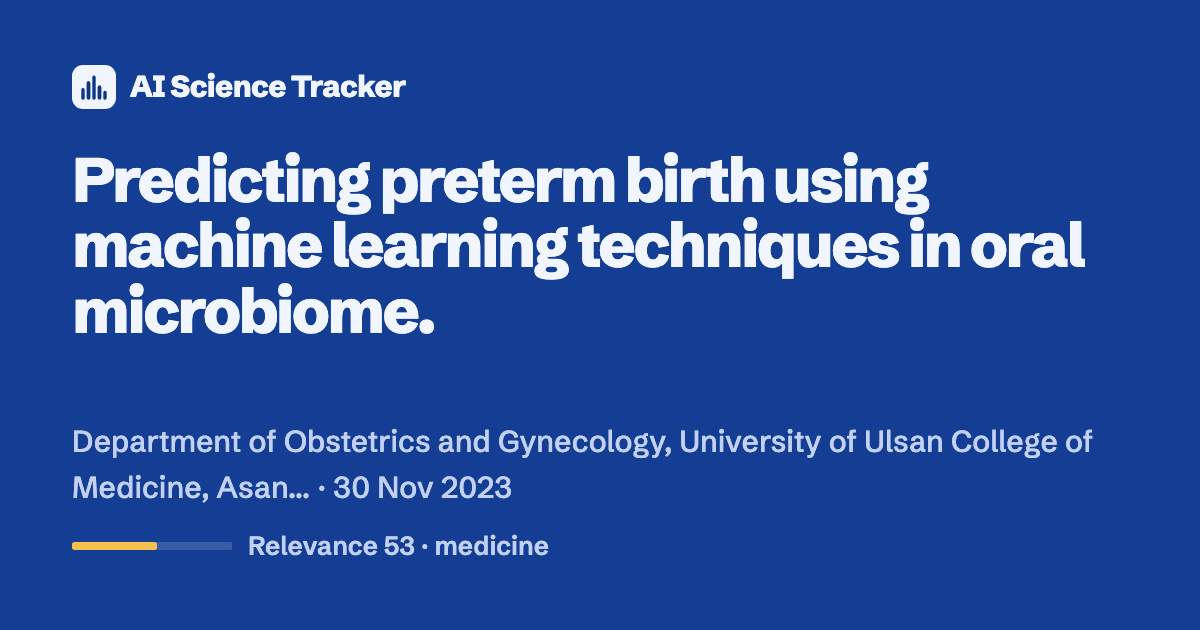 AI Science Tracker
Predicting preterm birth using
machine learning techniques in oral
microbiome.
Department of Obstetrics and Gynecology, University of Ulsan College of
Medicine, Asan... · 30 Nov 2023
Relevance 53 · medicine